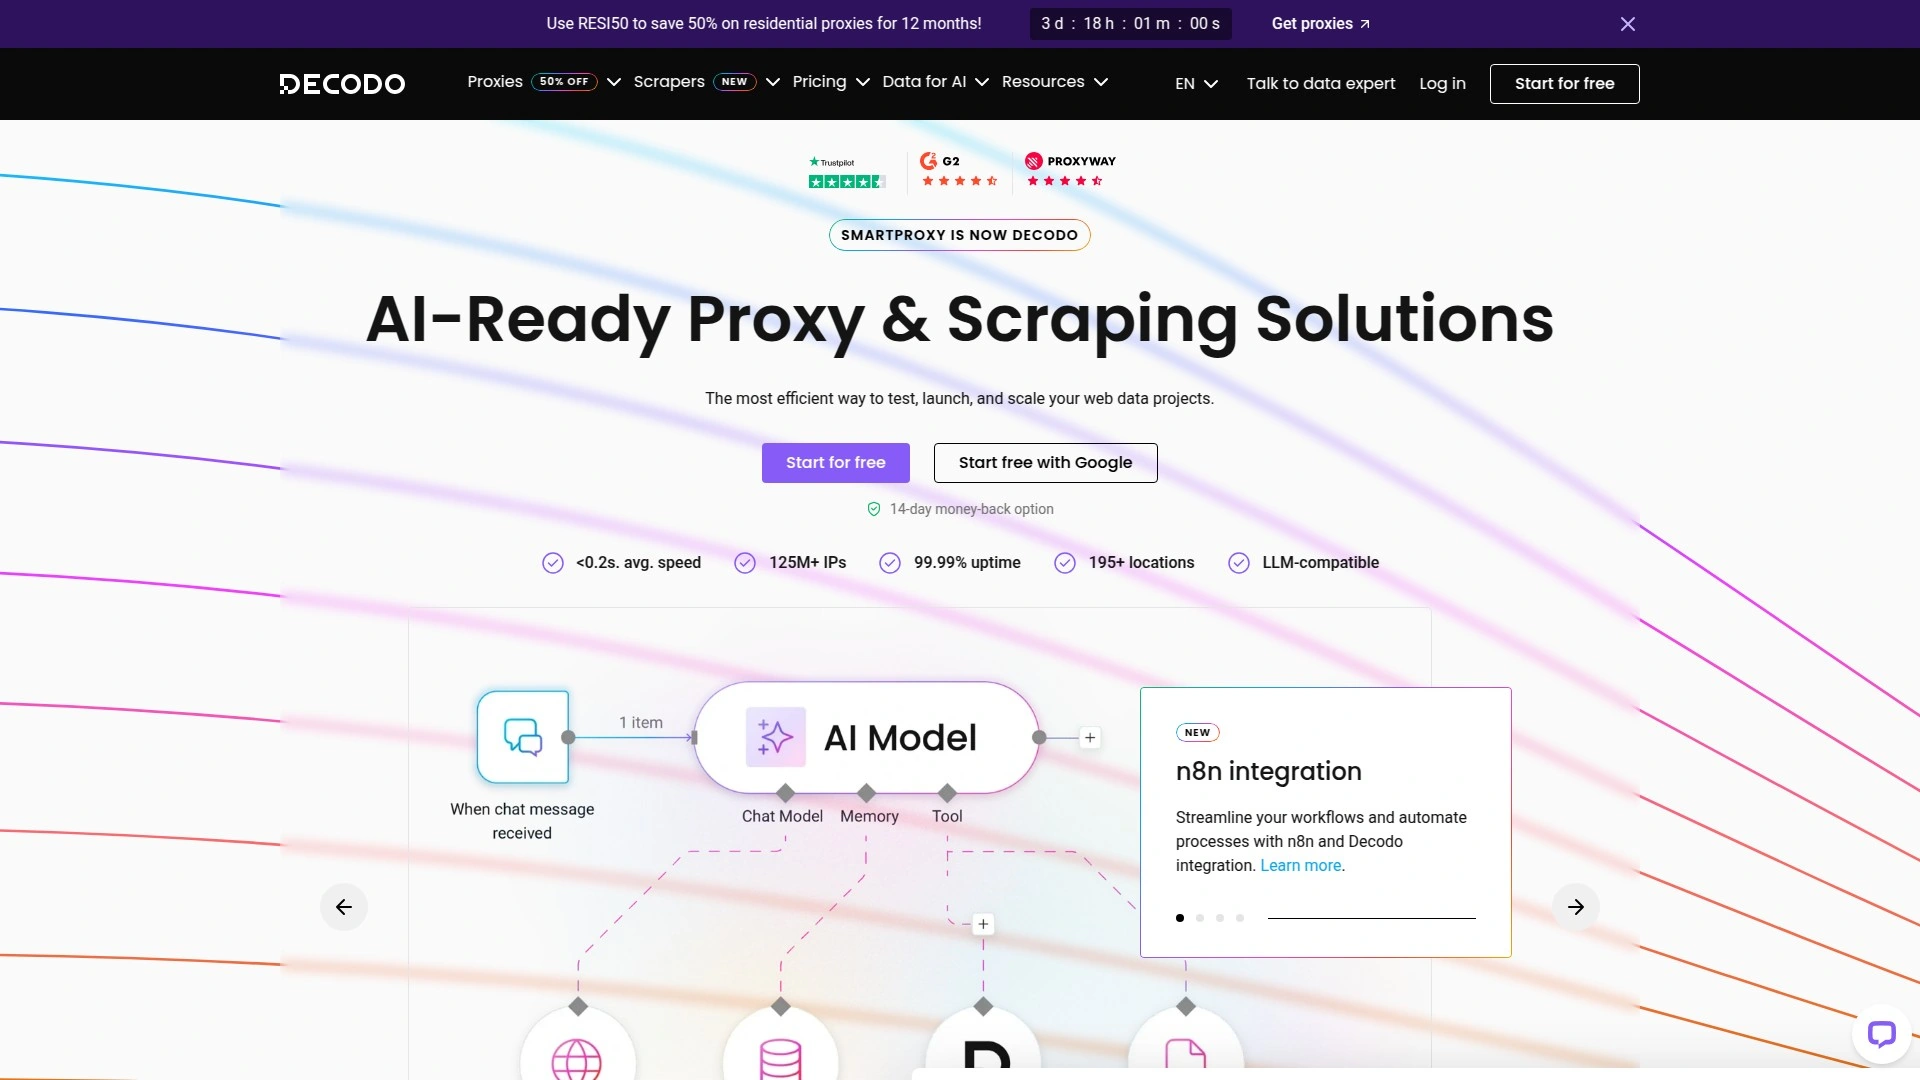 Use RESI50 to save 50% on residential proxies for 12 months!
3 d : 18 h : 01 m : 00 s
Get proxies
DECODO
Proxies
50% OFF
Scrapers
NEW
Pricing
Data for AI
Resources
EN
Talk to data expert
Log in
Start for free
Trustpilot
G2
PROXYWAY
SMARTPROXY IS NOW DECODO
AI-Ready Proxy & Scraping Solutions
The most efficient way to test, launch, and scale your web data projects.
Start for free
Start free with Google
14-day money-back option
<0.2s. avg. speed
125M+ IPs
99.99% uptime
195+ locations
LLM-compatible
1 item
AI Model
When chat message
received
Chat Model
Memory
Tool
NEW
n8n integration
Streamline your workflows and automate
processes with n8n and Decodo
integration. Learn more.